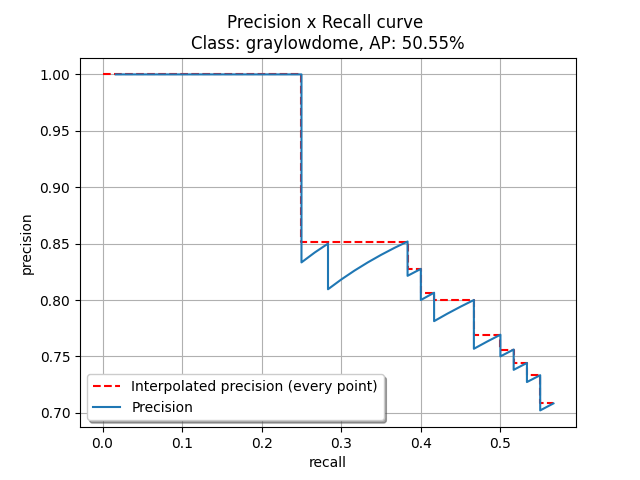 Precision x Recall curve
Class: graylowdome, AP: 50.55%
1.00
0.95
0.90
0.85
0.80
0.75
0.70
precision
Interpolated precision (every point)
Precision
0.0 0.1 0.2 0.3 0.4 0.5
recall